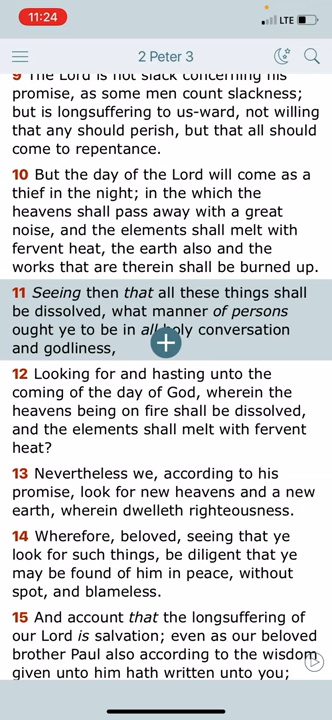 11:24
LTE
2 Peter 3
9 The Lord is not slack concerning his
promise, as some men count slackness;
but is longsuffering to us-ward, not willing
that any should perish, but that all should
come to repentance.
10 But the day of the Lord will come as a
thief in the night; in the which the
heavens shall pass away with a great
noise, and the elements shall melt with
fervent heat, the earth also and the
works that are therein shall be burned up.
11 Seeing then that all these things shall
be dissolved, what manner of persons
ought ye to be in all holy conversation
and godliness,
12 Looking for and hasting unto the
coming of the day of God, wherein the
heavens being on fire shall be dissolved,
and the elements shall melt with fervent
heat?
13 Nevertheless we, according to his
promise, look for new heavens and a new
earth, wherein dwelleth righteousness.
14 Wherefore, beloved, seeing that ye
look for such things, be diligent that ye
may be found of him in peace, without
spot, and blameless.
15 And account that the longsuffering of
our Lord is salvation; even as our beloved
brother Paul also according to the wisdom
given unto him hath written unto you;